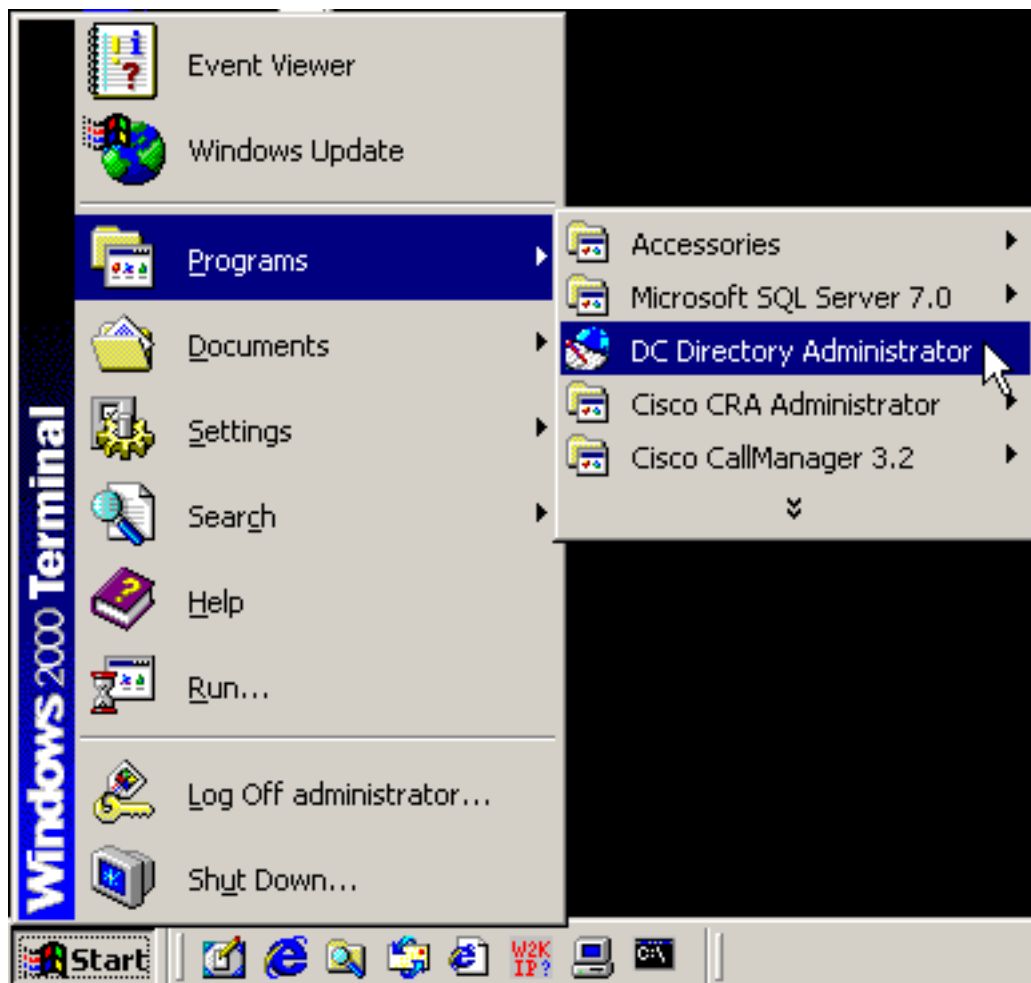 Event Viewer
Windows Update
Programs
Documents
Settings
Search
Help
Run...
Log Off administrator...
Shut Down...
Windows 2000 Terminal
Accessories
Microsoft SQL Server 7.0
DC Directory Administrator
Cisco CRA Administrator
Cisco CallManager 3.2
Start
W2K
IP?
C:\